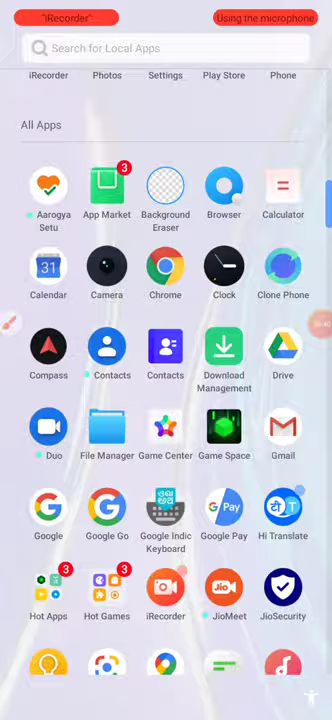 "iRecorder"
Using the microphone
Search for Local Apps
iRecorder Photos Settings Play Store Phone
All Apps
3
Aarogya Setu App Market Background Eraser Browser Calculator
31
Calendar Camera Chrome Clock Clone Phone
Compass Contacts Contacts Download Management Drive
Duo File Manager Game Center Game Space Gmail
G Pay
Google Google Go Google Indic Keyboard Google Pay Hi Translate
3 3 Jio
Hot Apps Hot Games iRecorder JioMeet JioSecurity